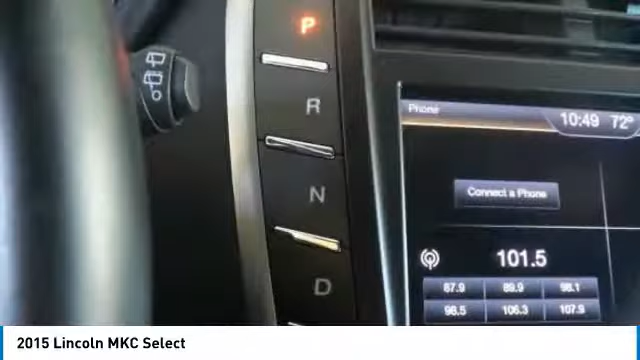 P
R
N
D
Phone
10:49 72°
Connect a Phone
101.5
87.9 89.9 98.1
98.5 106.3 107.9
2015 Lincoln MKC Select